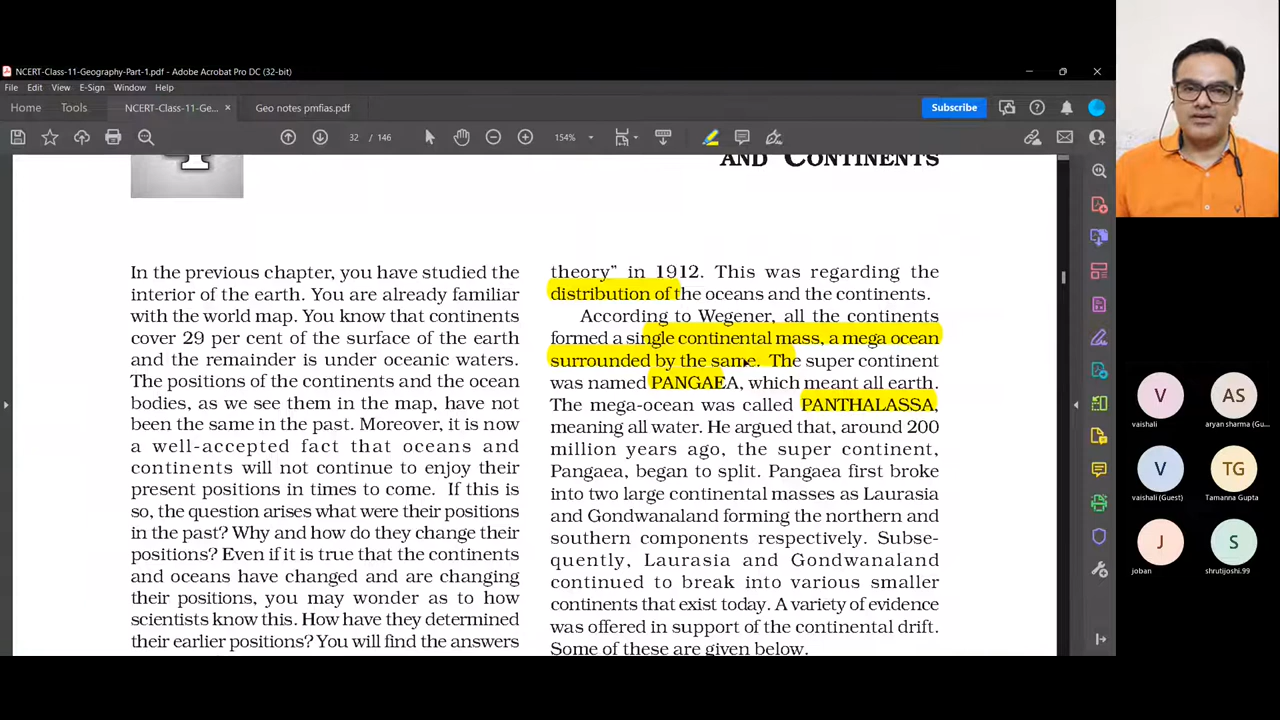 NCERT-Class-11-Geography-Part-1.pdf - Adobe Acrobat Pro DC (32-bit)
File Edit View E-Sign Window Help
Home Tools NCERT-Class-11-Ge... × Geo notes pmfias.pdf Subscribe
32 / 146 154%
AND CONTINENTS
In the previous chapter, you have studied the
interior of the earth. You are already familiar
with the world map. You know that continents
cover 29 per cent of the surface of the earth
and the remainder is under oceanic waters.
The positions of the continents and the ocean
bodies, as we see them in the map, have not
been the same in the past. Moreover, it is now
a well-accepted fact that oceans and
continents will not continue to enjoy their
present positions in times to come. If this is
so, the question arises what were their positions
in the past? Why and how do they change their
positions? Even if it is true that the continents
and oceans have changed and are changing
their positions, you may wonder as to how
scientists know this. How have they determined
their earlier positions? You will find the answers
theory” in 1912. This was regarding the
distribution of the oceans and the continents.
According to Wegener, all the continents
formed a single continental mass, a mega ocean
surrounded by the same. The super continent
was named PANGAEA, which meant all earth.
The mega-ocean was called PANTHALASSA,
meaning all water. He argued that, around 200
million years ago, the super continent,
Pangaea, began to split. Pangaea first broke
into two large continental masses as Laurasia
and Gondwanaland forming the northern and
southern components respectively. Subse-
quently, Laurasia and Gondwanaland
continued to break into various smaller
continents that exist today. A variety of evidence
was offered in support of the continental drift.
Some of these are given below.
V AS
vaishali aryan sharma (Gu...
V TG
vaishali (Guest) Tamanna Gupta
J S
joban shrutijoshi.99